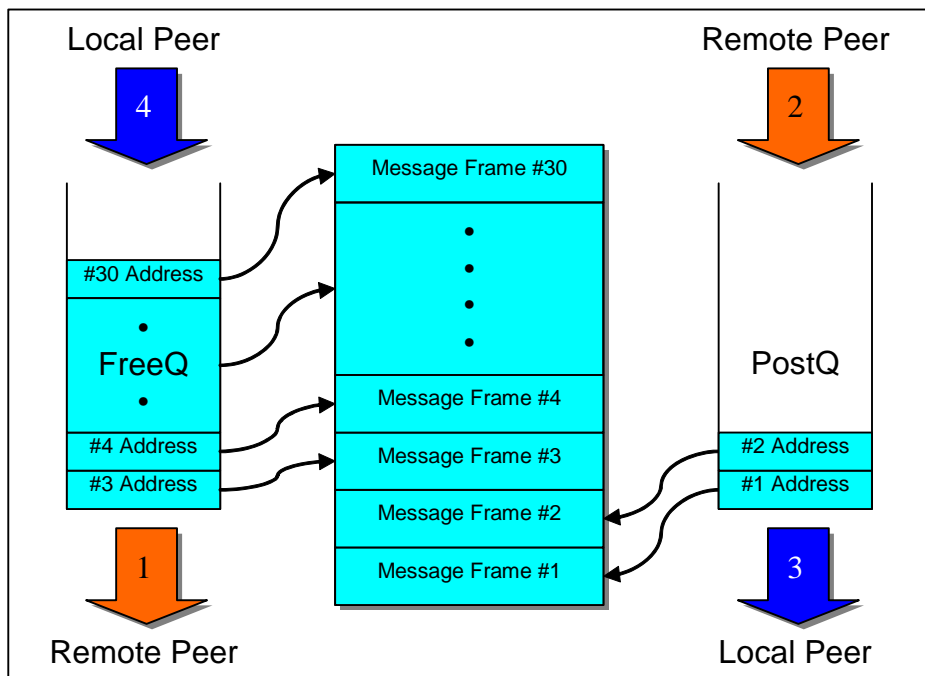 Local Peer
Remote Peer
4
2
Message Frame #30
#30 Address
FreeQ
PostQ
Message Frame #4
#4 Address
#2 Address
Message Frame #3
#3 Address
#1 Address
Message Frame #2
Message Frame #1
1
3
Remote Peer
Local Peer